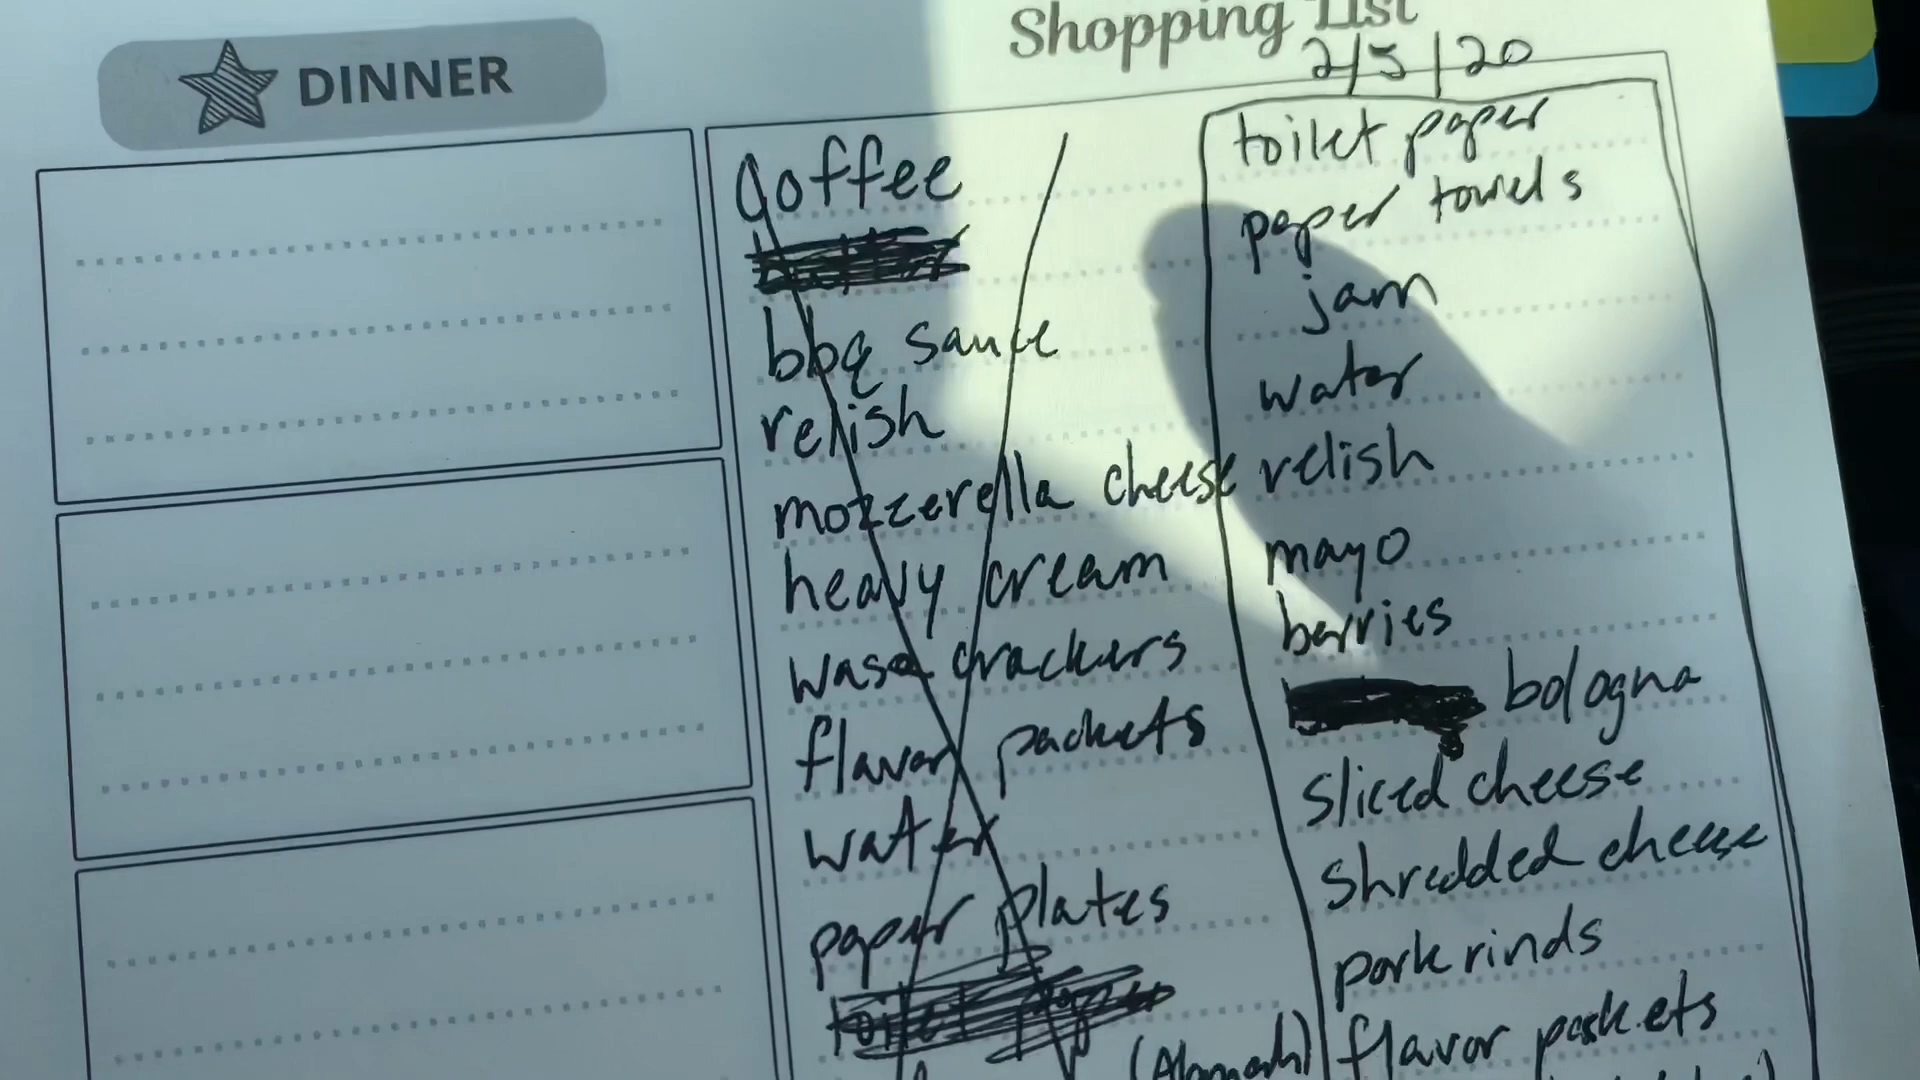 DINNER
Shopping List
2/5/20
Coffee
bbq sauce
relish
mozzerella cheese
heavy cream
wasa crackers
flavor packets
water
paper plates
toilet paper
paper towels
jam
water
relish
mayo
berries
bologna
sliced cheese
shredded cheese
pork rinds
flavor packets